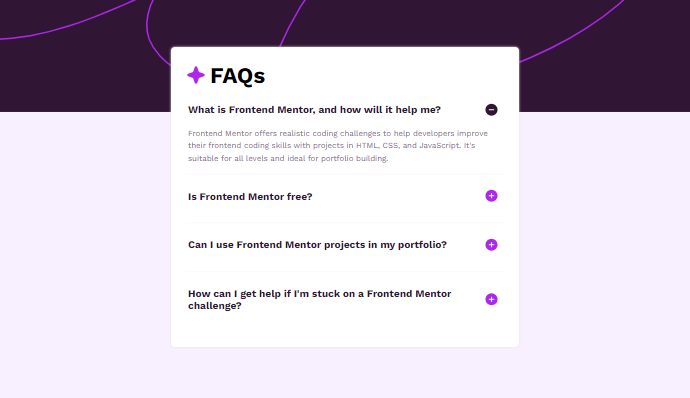 FAQs
What is Frontend Mentor, and how will it help me?
Frontend Mentor offers realistic coding challenges to help developers improve
their frontend coding skills with projects in HTML, CSS, and JavaScript. It's
suitable for all levels and ideal for portfolio building.
Is Frontend Mentor free?
Can I use Frontend Mentor projects in my portfolio?
How can I get help if I'm stuck on a Frontend Mentor
challenge?